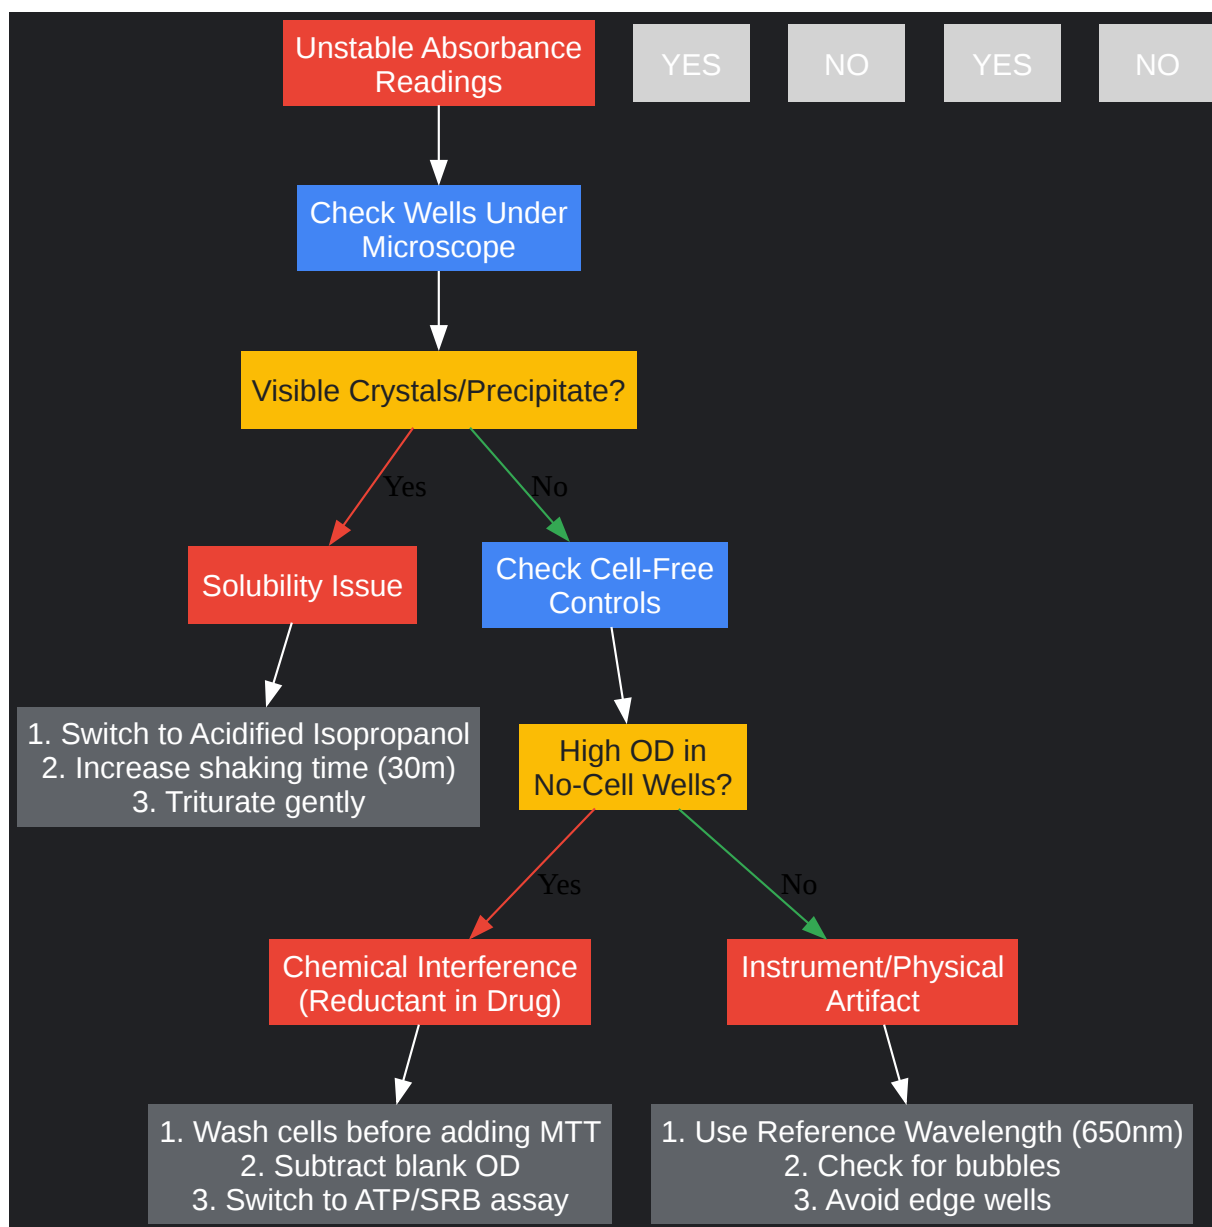 Unstable Absorbance
Readings
YES
NO
YES
NO
Check Wells Under
Microscope
Visible Crystals/Precipitate?
Yes
No
Solubility Issue
Check Cell-Free
Controls
1. Switch to Acidified Isopropanol
2. Increase shaking time (30m)
3. Triturate gently
High OD in
No-Cell Wells?
Yes
No
Chemical Interference
(Reductant in Drug)
Instrument/Physical
Artifact
1. Wash cells before adding MTT
2. Subtract blank OD
3. Switch to ATP/SRB assay
1. Use Reference Wavelength (650nm)
2. Check for bubbles
3. Avoid edge wells